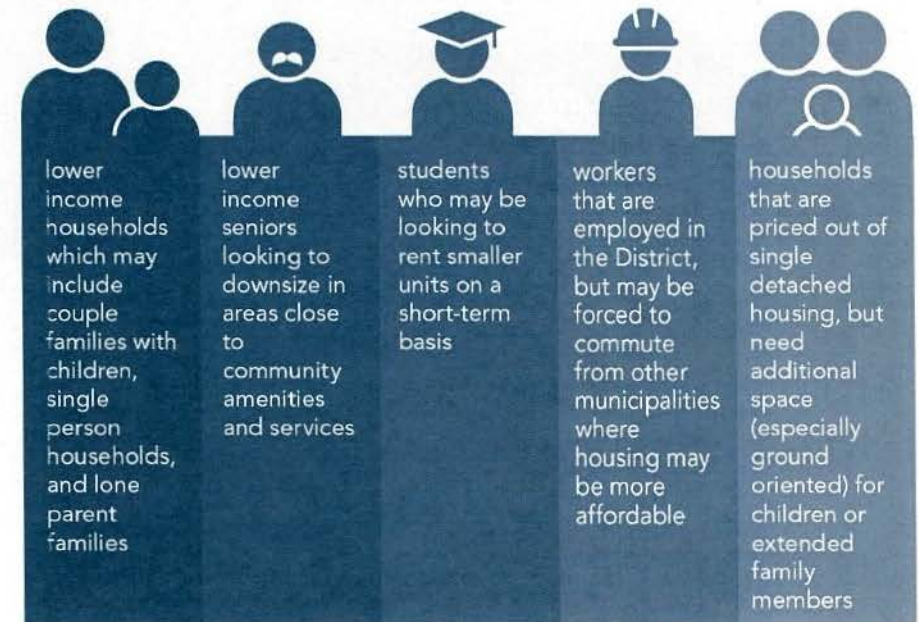 lower
income
households
which may
include
couple
families with
children,
single
person
households,
and lone
parent
families
lower
income
seniors
looking to
downsize in
areas close
to
community
amenities
and services
students
who may be
looking to
rent smaller
units on a
short-term
basis
workers
that are
employed in
the District,
but may be
forced to
commute
from other
municipalities
where
housing may
be more
affordable
households
that are
priced out of
single
detached
housing, but
need
additional
space
(especially
ground
oriented) for
children or
extended
family
members